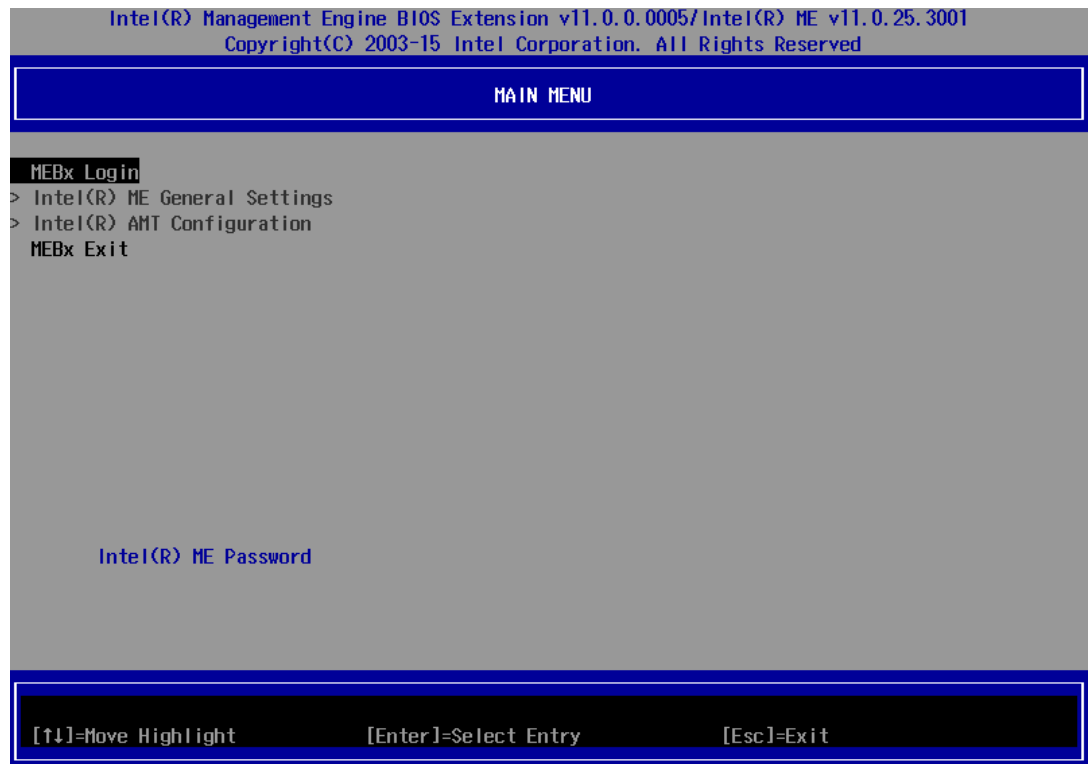 Intel(R) Management Engine BIOS Extension v11.0.0.0005/Intel(R) ME v11.0.25.3001
Copyright(C) 2003-15 Intel Corporation. All Rights Reserved
MAIN MENU
MEBx Login
> Intel(R) ME General Settings
> Intel(R) AMT Configuration
MEBx Exit
Intel(R) ME Password
[↑↓]=Move Highlight [Enter]=Select Entry [Esc]=Exit